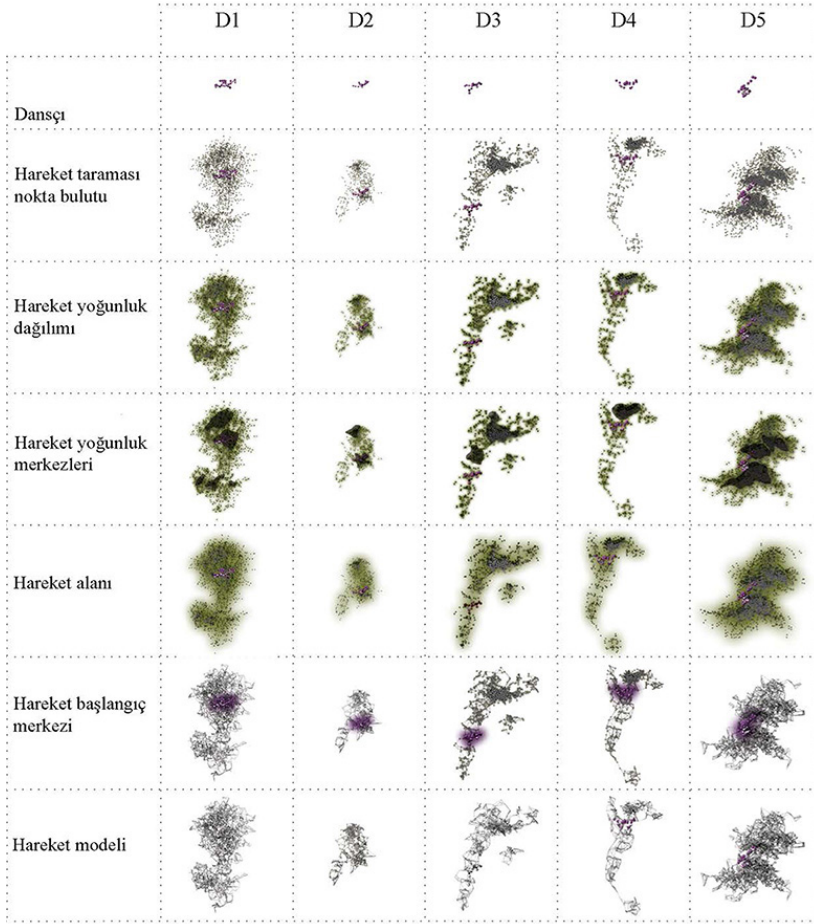 D1 D2 D3 D4 D5
Dansçı
Hareket taraması
nokta bulutu
Hareket yoğunluk
dağılımı
Hareket yoğunluk
merkezleri
Hareket alanı
Hareket başlangıç
merkezi
Hareket modeli